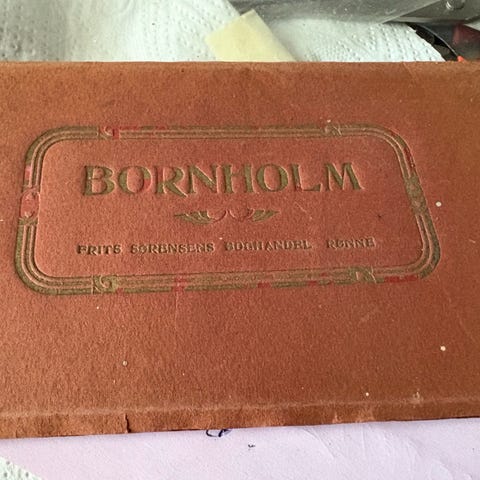 BORNHOLM
FRITS SØRENSENS BOGHANDEL RØNNE